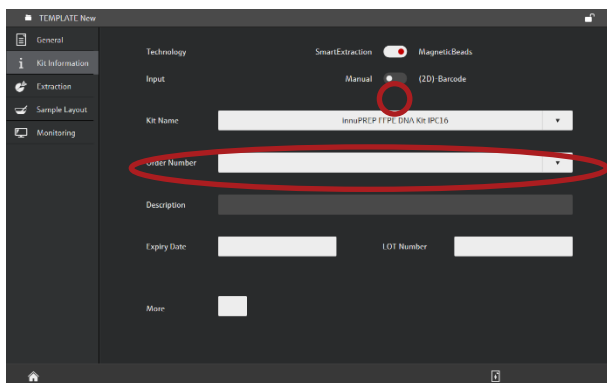 TEMPLATE New
General
Kit Information
Extraction
Sample Layout
Monitoring
Technology SmartExtraction MagneticBeads
Input Manual (2D)-Barcode
Kit Name innuPREP FFPE DNA Kit IPC16
Order Number
Description
Expiry Date LOT Number
More